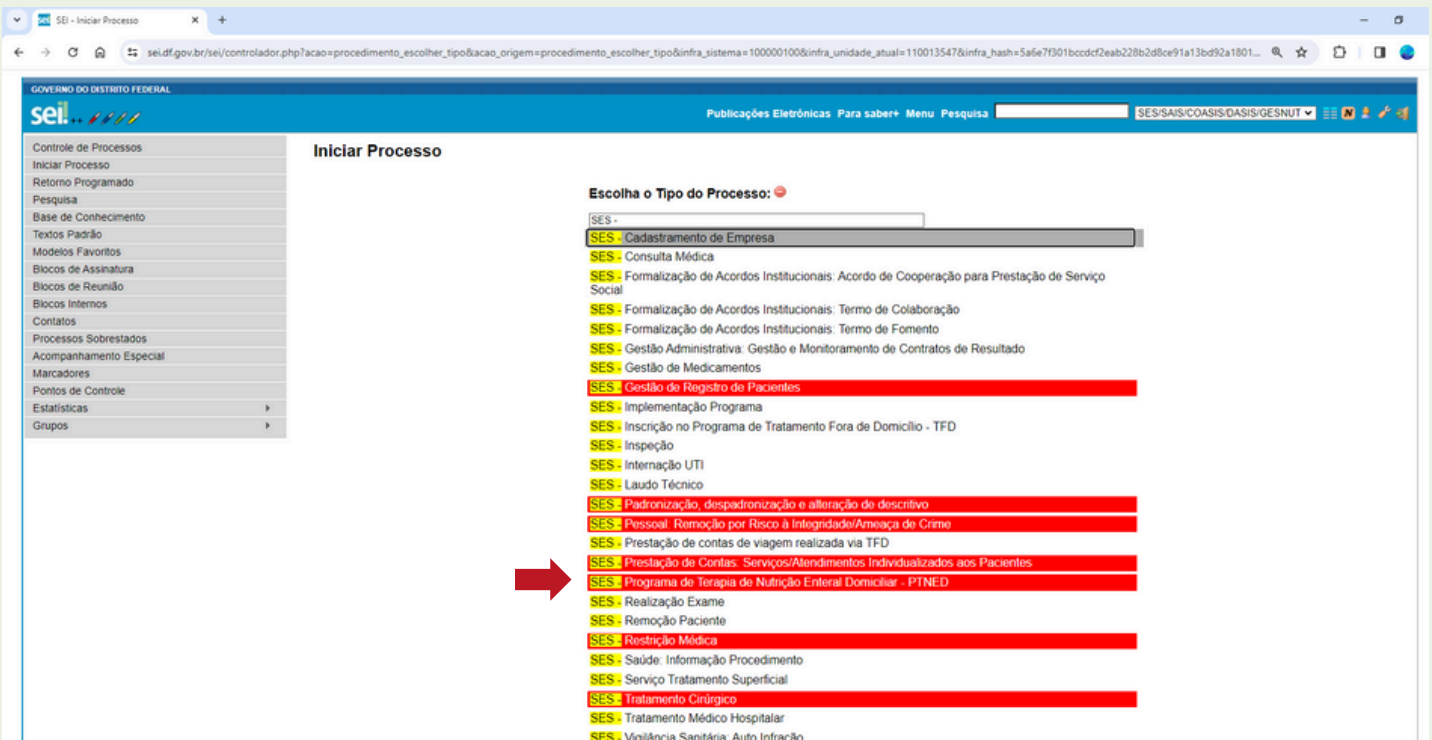 SEI - Iniciar Processo
sei.df.gov.br/sei/controlador.php?acao=procedimento_escolher_tipo&acao_origem=procedimento_escolher_tipo&infra_sistema=100000100&infra_unidade_atual=110013547&infra_hash=5a6e7f301bccdcf2eab228b2d8ce91a13bd92a1801...
GOVERNO DO DISTRITO FEDERAL
sei!
Publicações Eletrônicas Para saber+ Menu Pesquisa SES/SAIS/COASIS/DASIS/GESNUT
Controle de Processos
Iniciar Processo
Retorno Programado
Pesquisa
Base de Conhecimento
Textos Padrão
Modelos Favoritos
Blocos de Assinatura
Blocos de Reunião
Blocos Internos
Contatos
Processos Sobrestados
Acompanhamento Especial
Marcadores
Pontos de Controle
Estatísticas
Grupos
Iniciar Processo
Escolha o Tipo do Processo:
SES -
SES - Cadastramento de Empresa
SES - Consulta Médica
SES - Formalização de Acordos Institucionais: Acordo de Cooperação para Prestação de Serviço
Social
SES - Formalização de Acordos Institucionais: Termo de Colaboração
SES - Formalização de Acordos Institucionais: Termo de Fomento
SES - Gestão Administrativa: Gestão e Monitoramento de Contratos de Resultado
SES - Gestão de Medicamentos
SES - Gestão de Registro de Pacientes
SES - Implementação Programa
SES - Inscrição no Programa de Tratamento Fora de Domicílio - TFD
SES - Inspeção
SES - Internação UTI
SES - Laudo Técnico
SES - Padronização, despadronização e alteração de descritivo
SES - Pessoal: Remoção por Risco à Integridade/Ameaça de Crime
SES - Prestação de contas de viagem realizada via TFD
SES - Prestação de Contas: Serviços/Atendimentos Individualizados aos Pacientes
SES - Programa de Terapia de Nutrição Enteral Domiciliar - PTNED
SES - Realização Exame
SES - Remoção Paciente
SES - Restrição Médica
SES - Saúde: Informação Procedimento
SES - Serviço Tratamento Superficial
SES - Tratamento Cirúrgico
SES - Tratamento Médico Hospitalar
SES - Vigilância Sanitária: Auto Infração